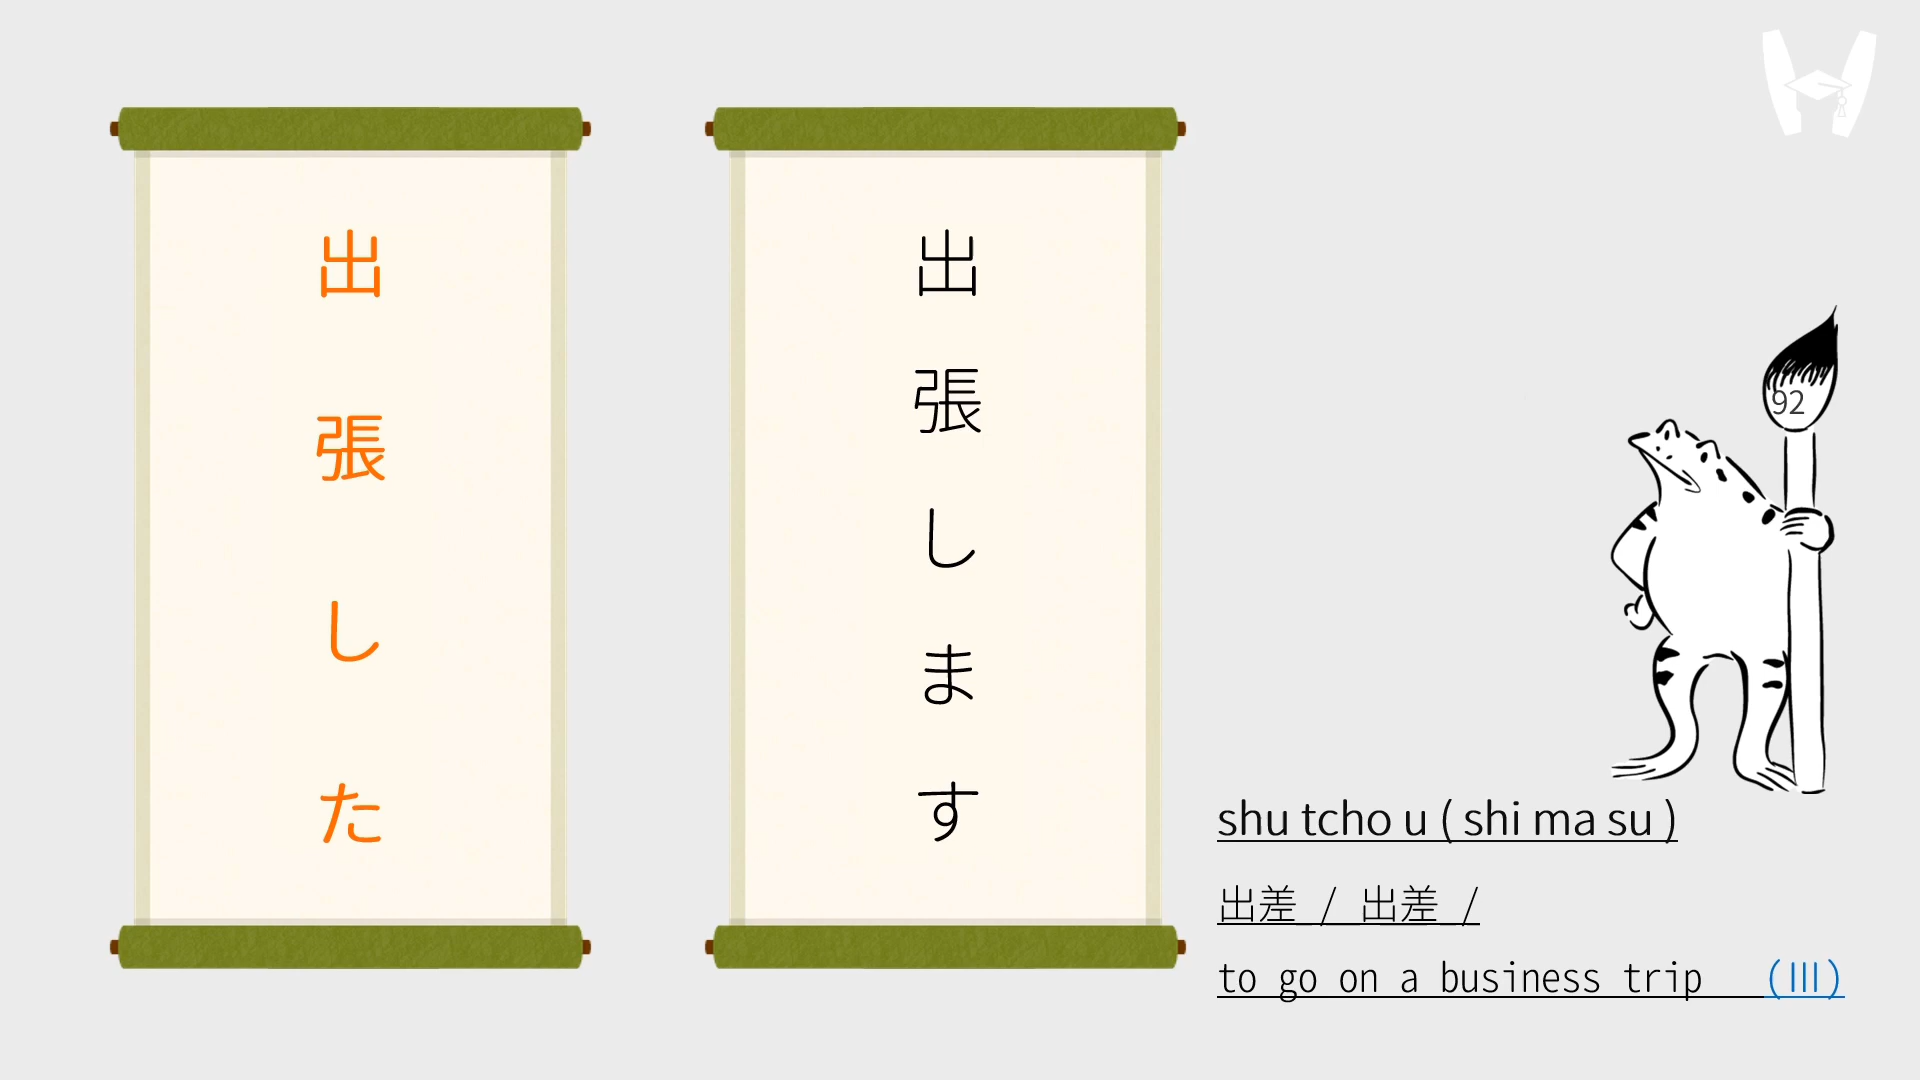 出張した
出張します
92
shu tcho u ( shi ma su )
出差 / 出差 /
to go on a business trip (III)